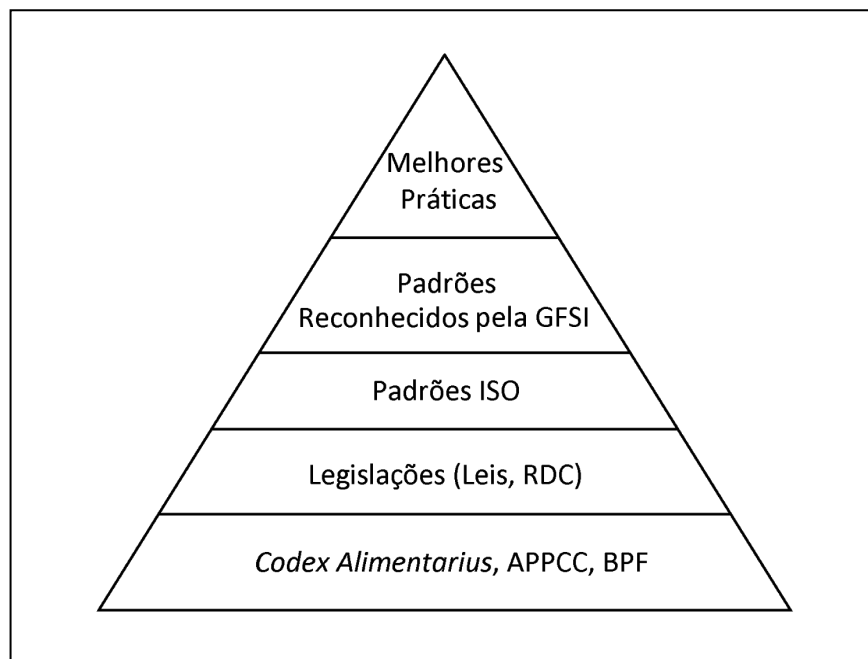 Melhores
Práticas
Padrões
Reconhecidos pela GFSI
Padrões ISO
Legislações (Leis, RDC)
Codex Alimentarius, APPCC, BPF